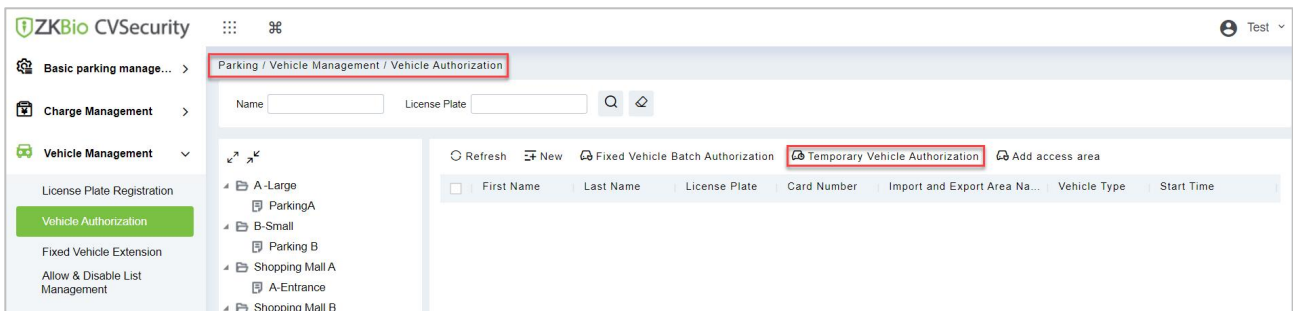 ZKBio CVSecurity
Test
Basic parking manage...
Parking / Vehicle Management / Vehicle Authorization
Charge Management
Name
License Plate
Vehicle Management
Refresh New Fixed Vehicle Batch Authorization Temporary Vehicle Authorization Add access area
License Plate Registration
Vehicle Authorization
Fixed Vehicle Extension
Allow & Disable List
Management
A-Large
ParkingA
B-Small
Parking B
Shopping Mall A
A-Entrance
Shopping Mall B
First Name Last Name License Plate Card Number Import and Export Area Na... Vehicle Type Start Time